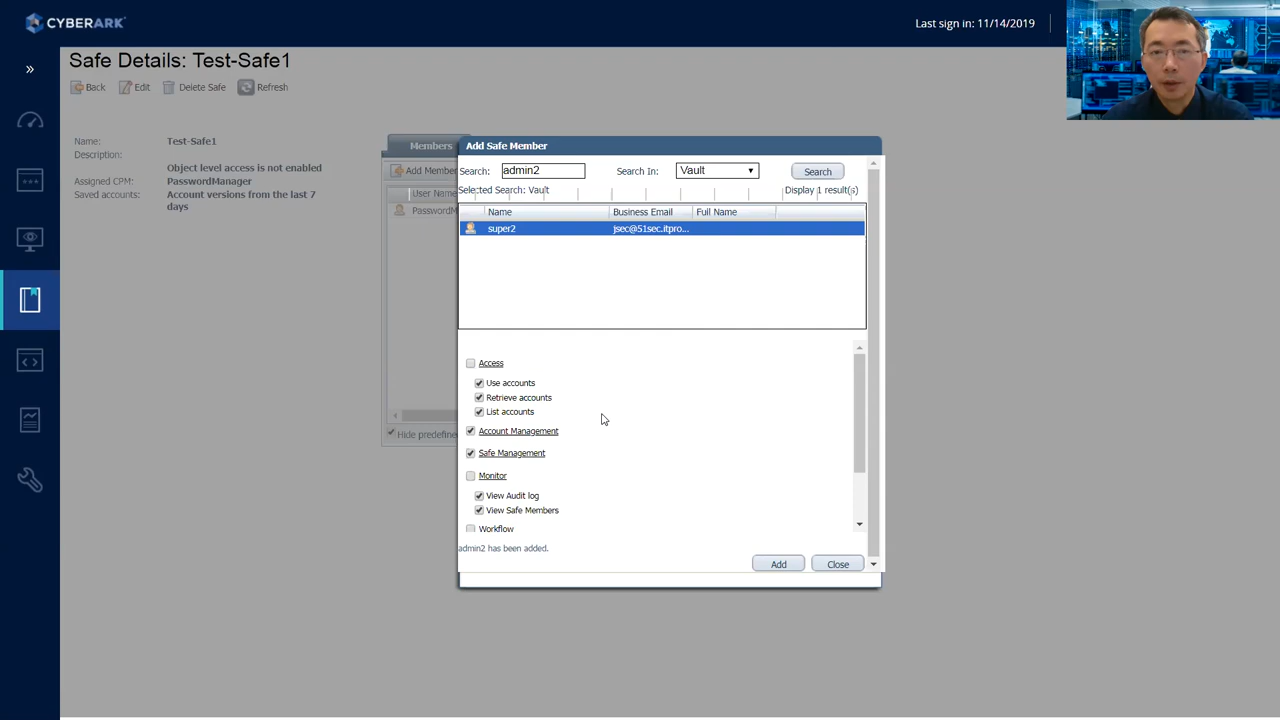 CYBERARK
Last sign in: 11/14/2019
»
Safe Details: Test-Safe1
Back Edit Delete Safe Refresh
Name: Test-Safe1
Description:
Object level access is not enabled
Assigned CPM: PasswordManager
Saved accounts: Account versions from the last 7
days
Members
Add Member
User Name
PasswordM
Hide predefine
Add Safe Member
Search: admin2 Search In: Vault Search
Selected Search: Vault Display 1 result(s)
Name Business Email Full Name
super2 jsec@51sec.itpro...
Access
Use accounts
Retrieve accounts
List accounts
Account Management
Safe Management
Monitor
View Audit log
View Safe Members
Workflow
admin2 has been added.
Add Close